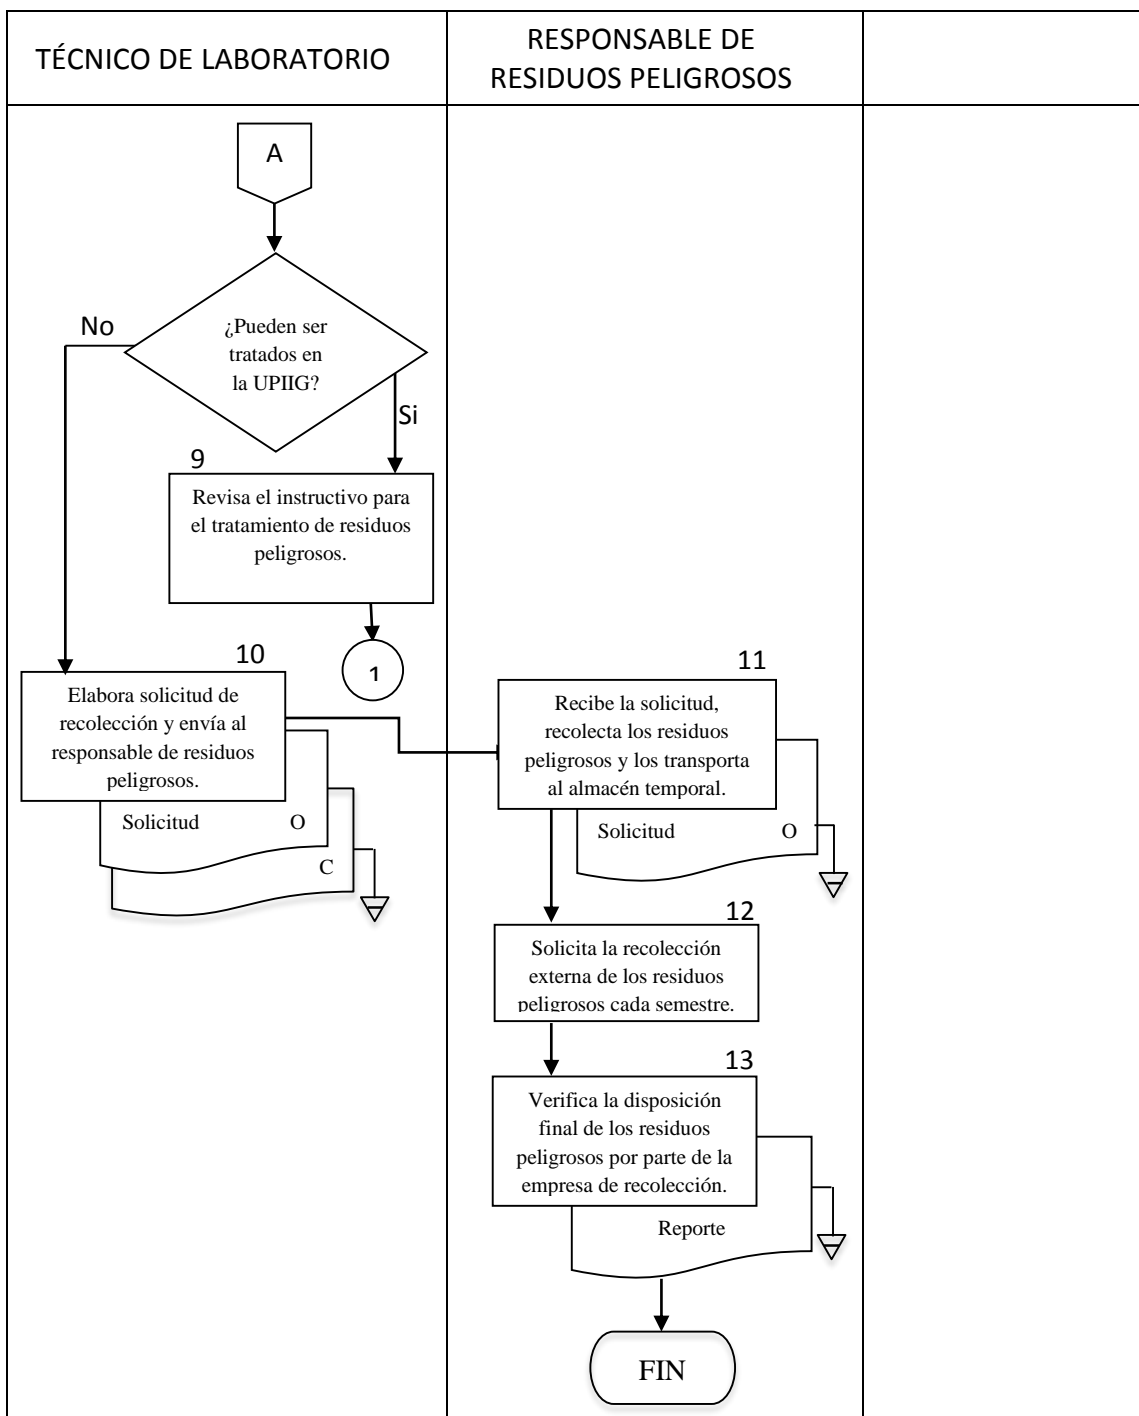 TÉCNICO DE LABORATORIO
RESPONSABLE DE
RESIDUOS PELIGROSOS
A
¿Pueden ser
tratados en
la UPIIG?
No
Si
9
Revisa el instructivo para
el tratamiento de residuos
peligrosos.
1
10
Elabora solicitud de
recolección y envía al
responsable de residuos
peligrosos.
Solicitud O
C
11
Recibe la solicitud,
recolecta los residuos
peligrosos y los transporta
al almacén temporal.
Solicitud O
12
Solicita la recolección
externa de los residuos
peligrosos cada semestre.
13
Verifica la disposición
final de los residuos
peligrosos por parte de la
empresa de recolección.
Reporte
FIN